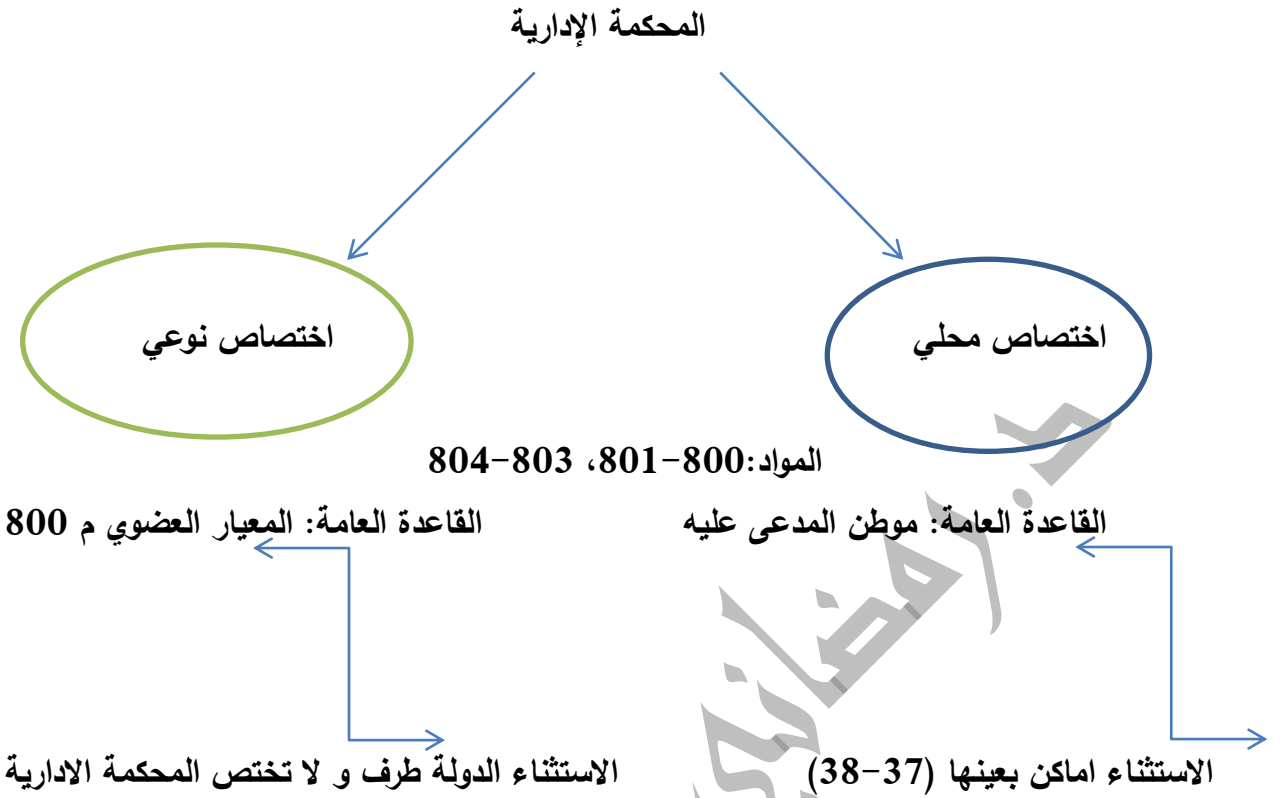 المحكمة الإدارية
اختصاص محلي
اختصاص نوعي
المواد:800-801، 803-804
القاعدة العامة: موطن المدعى عليه
القاعدة العامة: المعيار العضوي م 800
الاستثناء اماكن بعينها (37-38)
الاستثناء الدولة طرف و لا تختص المحكمة الادارية
د. رمضاني